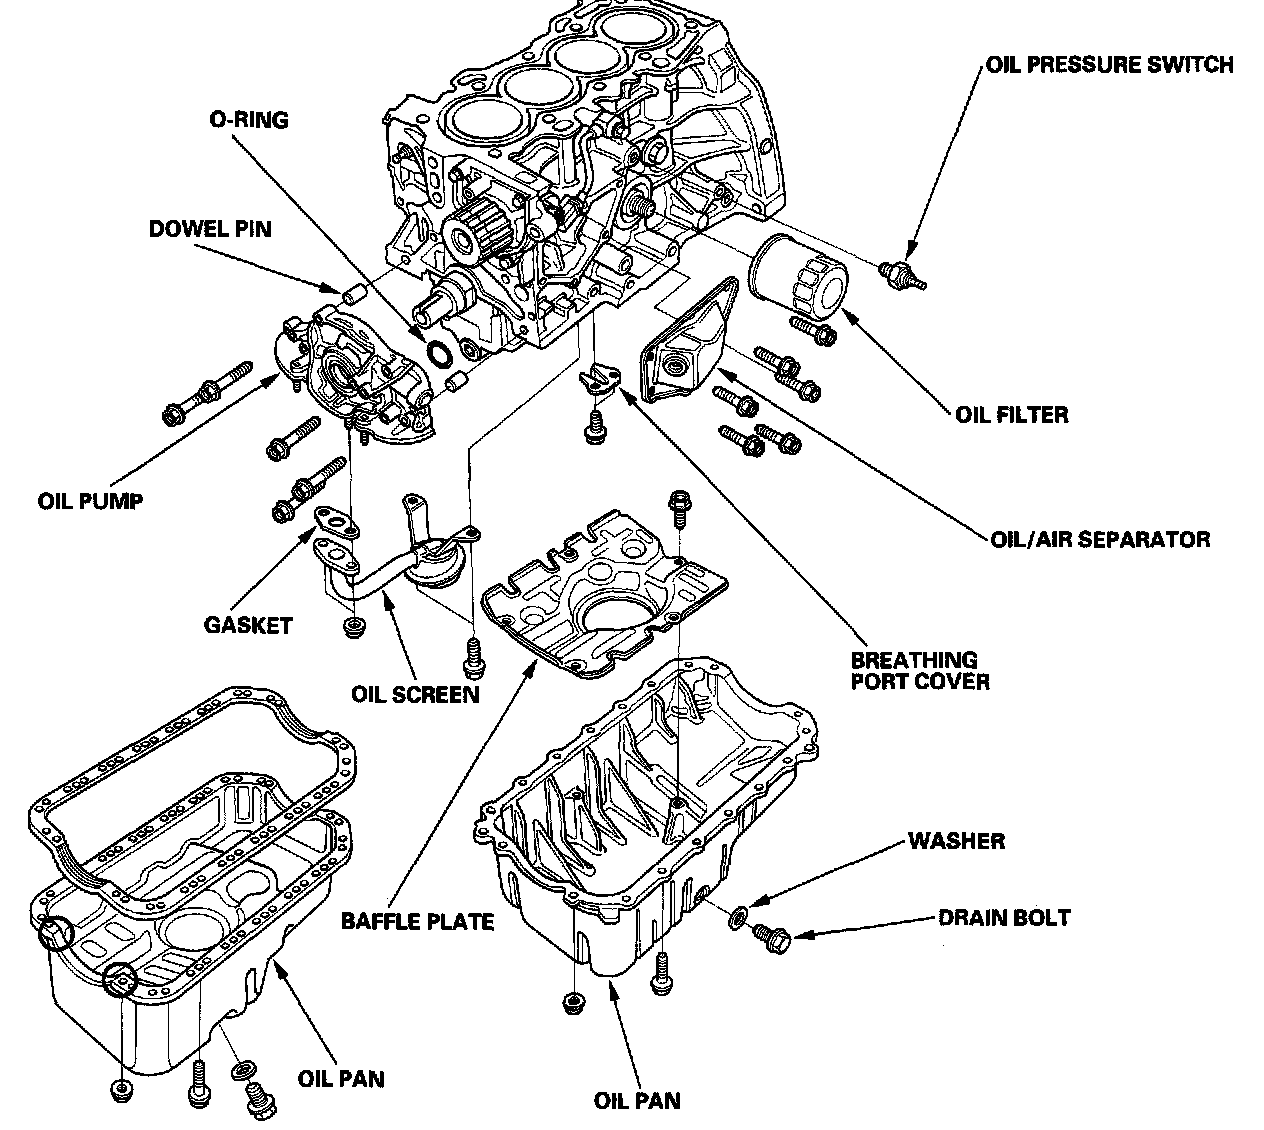 OIL PRESSURE SWITCH
O-RING
DOWEL PIN
OIL FILTER
OIL PUMP
OIL/AIR SEPARATOR
GASKET
BREATHING
PORT COVER
OIL SCREEN
WASHER
BAFFLE PLATE
DRAIN BOLT
OIL PAN
OIL PAN